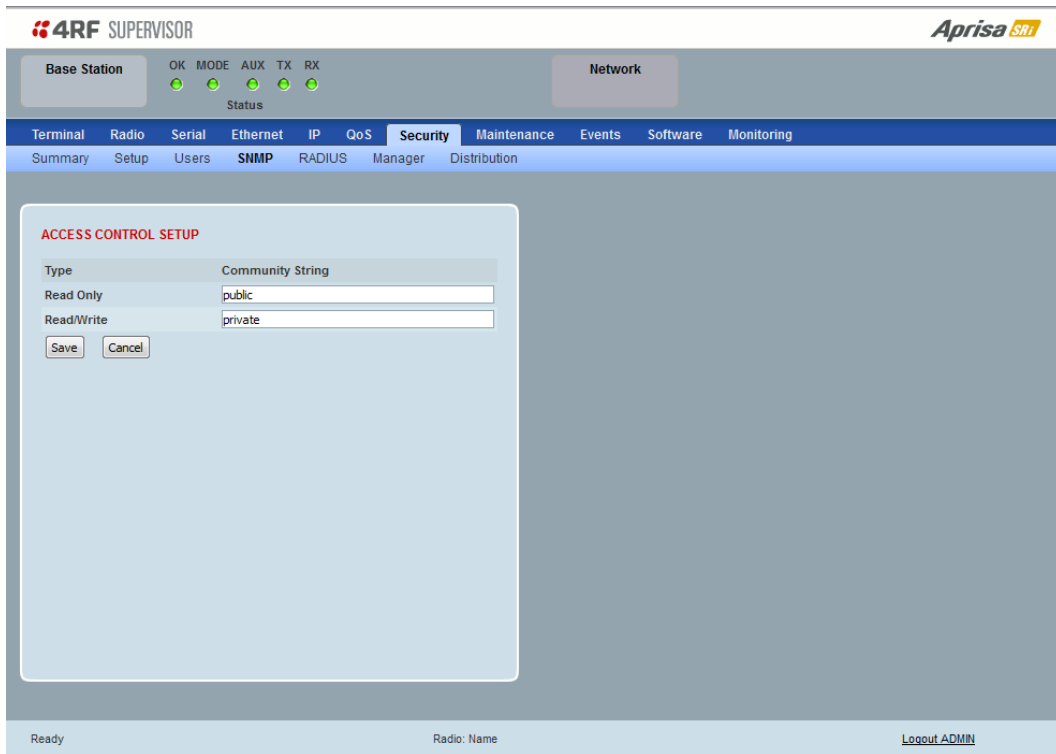 4RF SUPERVISOR
Aprisa SRi
Base Station
OK MODE AUX TX RX
Status
Network
Terminal Radio Serial Ethernet IP QoS Security Maintenance Events Software Monitoring
Summary Setup Users SNMP RADIUS Manager Distribution
ACCESS CONTROL SETUP
Type Community String
Read Only public
Read/Write private
Save Cancel
Ready Radio: Name Logout ADMIN